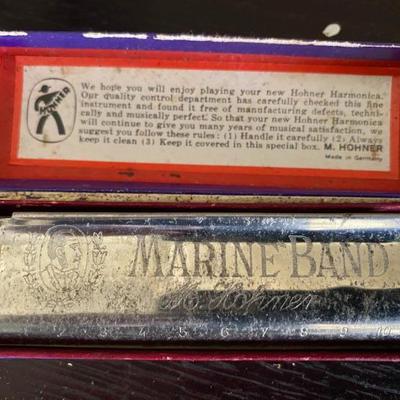 HOHNER
We hope you will enjoy playing your new Hohner Harmonica.
Our quality control department has carefully checked this fine
instrument and found it free of manufacturing defects, techni-
cally and musically perfect. So that your new Hohner Harmonica
will continue to give you many years of musical satisfaction, we
suggest you follow these rules: (1) Handle it carefully (2) Always
keep it clean (3) Keep it covered in this special box. M. HOHNER
Made in Germany
MARINE BAND
M. Hohner
2 3 4 5 6 7 8 9 10